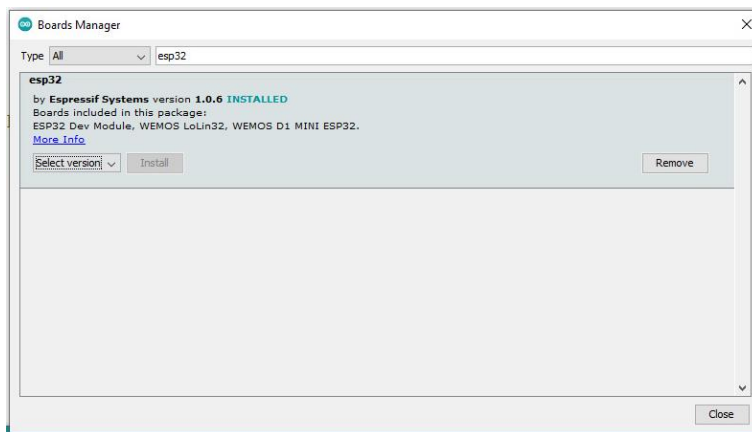 Boards Manager
Type All esp32
esp32
by Espressif Systems version 1.0.6 INSTALLED
Boards included in this package:
ESP32 Dev Module, WEMOS LoLin32, WEMOS D1 MINI ESP32.
More Info
Select version Install Remove
Close